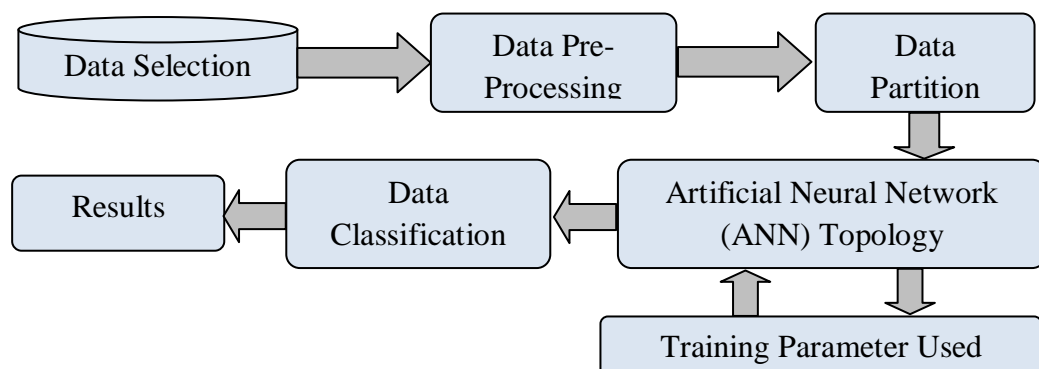 Data Selection
Data Pre-
Processing
Data
Partition
Artificial Neural Network
(ANN) Topology
Data
Classification
Results
Training Parameter Used